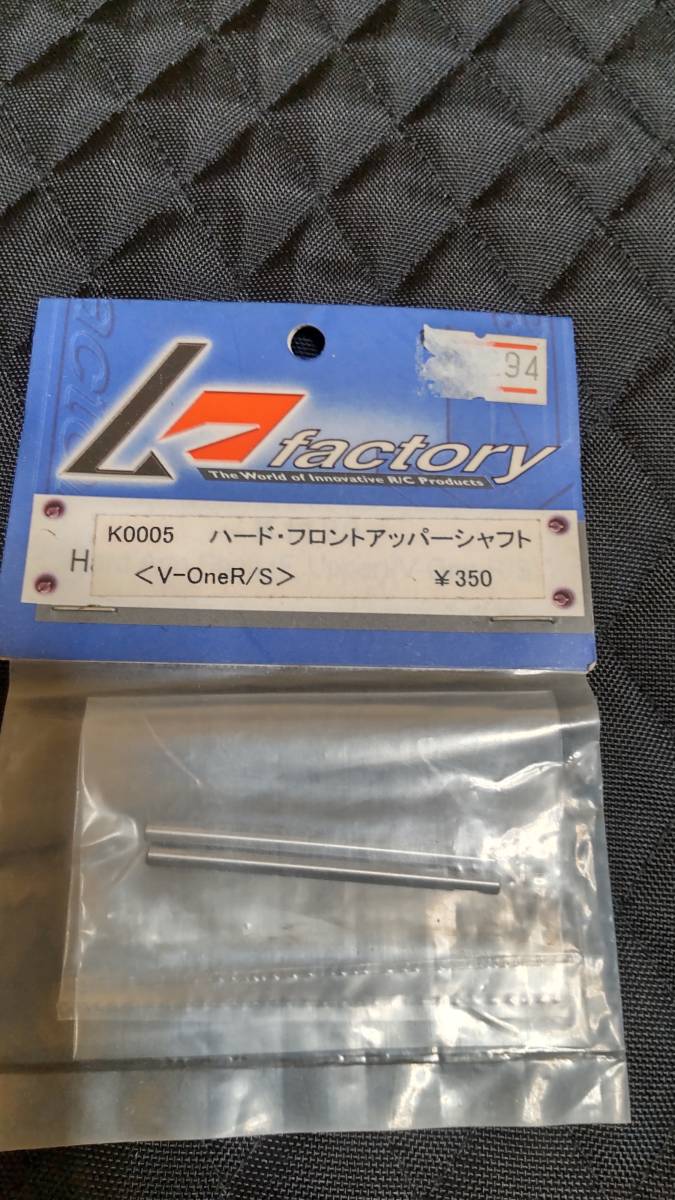 94
K factory
The World of Innovative R/C Products
K0005 ハード・フロントアッパーシャフト
Ha
<V-OneR/S> ¥350